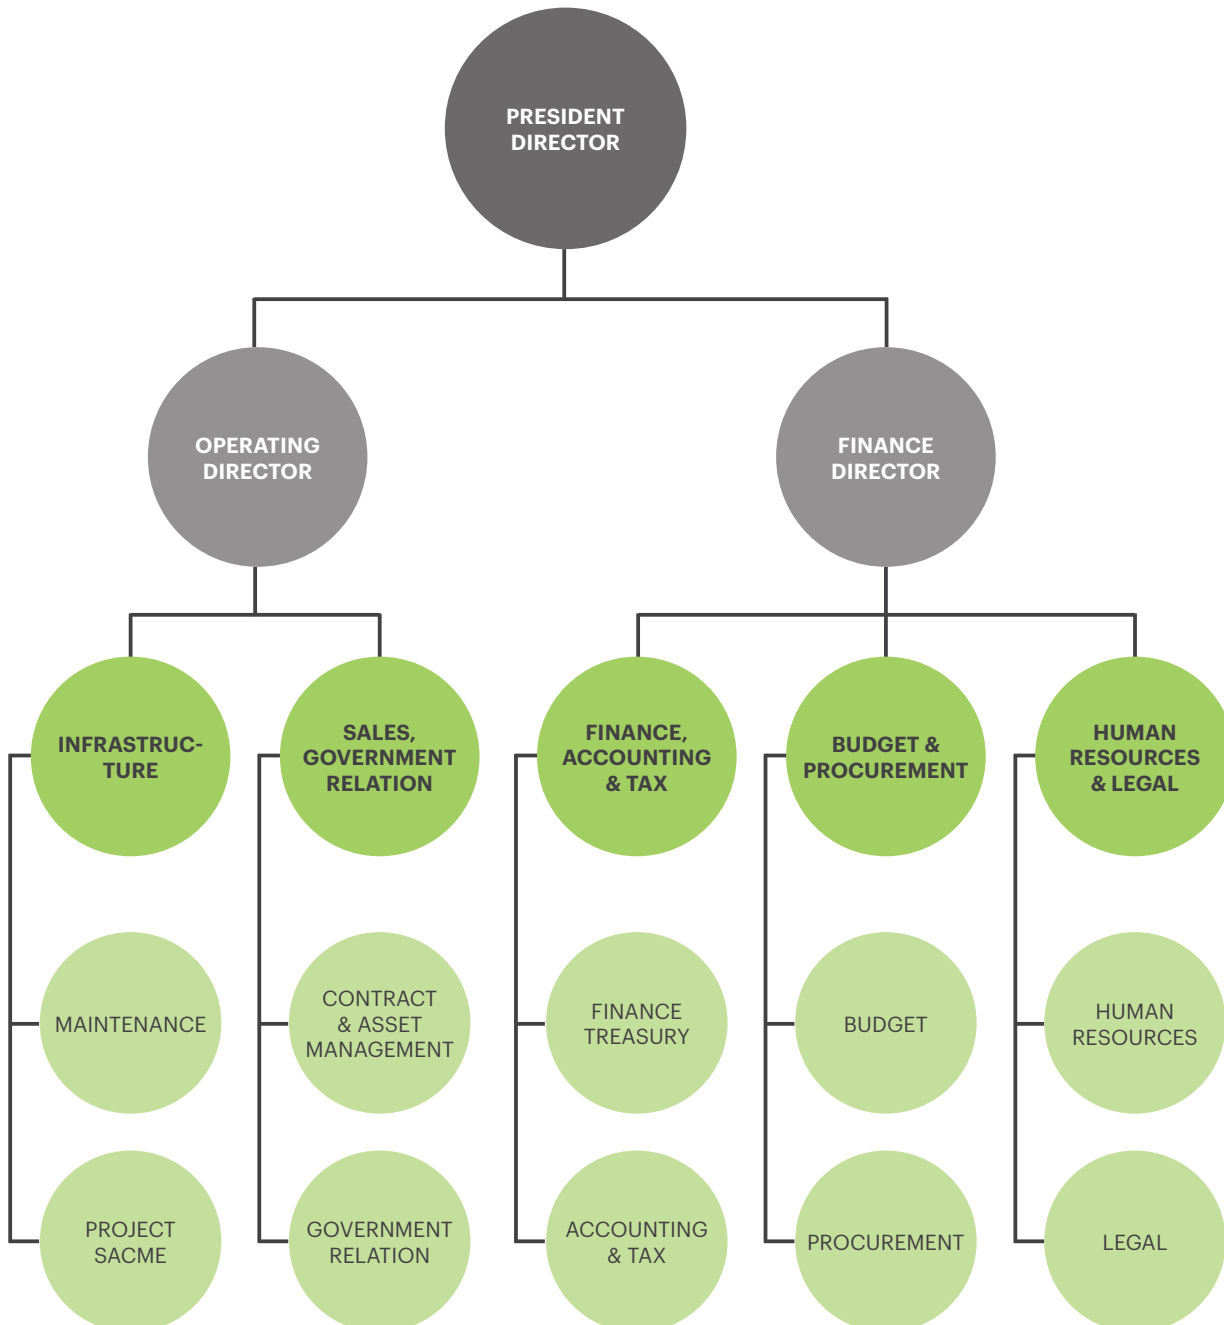 PRESIDENT
DIRECTOR
OPERATING
DIRECTOR
FINANCE
DIRECTOR
INFRASTRUC-
TURE
SALES,
GOVERNMENT
RELATION
FINANCE,
ACCOUNTING
& TAX
BUDGET &
PROCUREMENT
HUMAN
RESOURCES
& LEGAL
MAINTENANCE
CONTRACT
& ASSET
MANAGEMENT
FINANCE
TREASURY
BUDGET
HUMAN
RESOURCES
PROJECT
SACME
GOVERNMENT
RELATION
ACCOUNTING
& TAX
PROCUREMENT
LEGAL